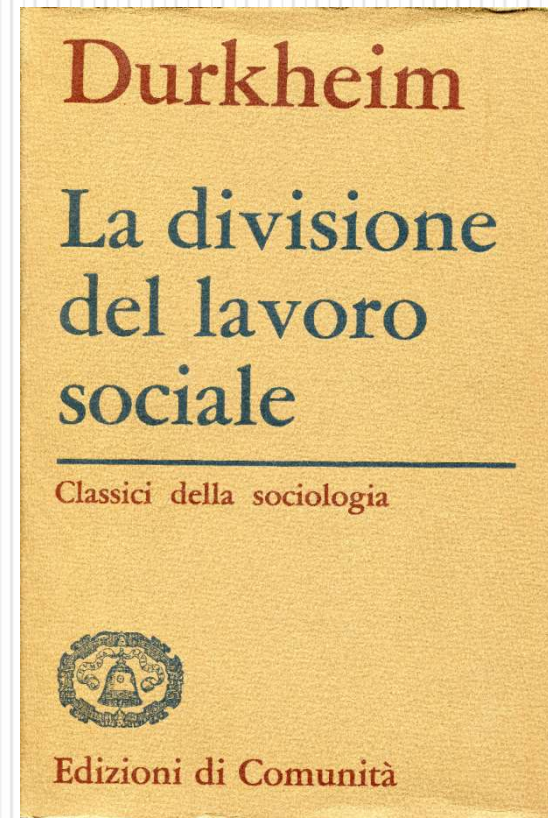 Durkheim
La divisione
del lavoro
sociale
Classici della sociologia
Edizioni di Comunità